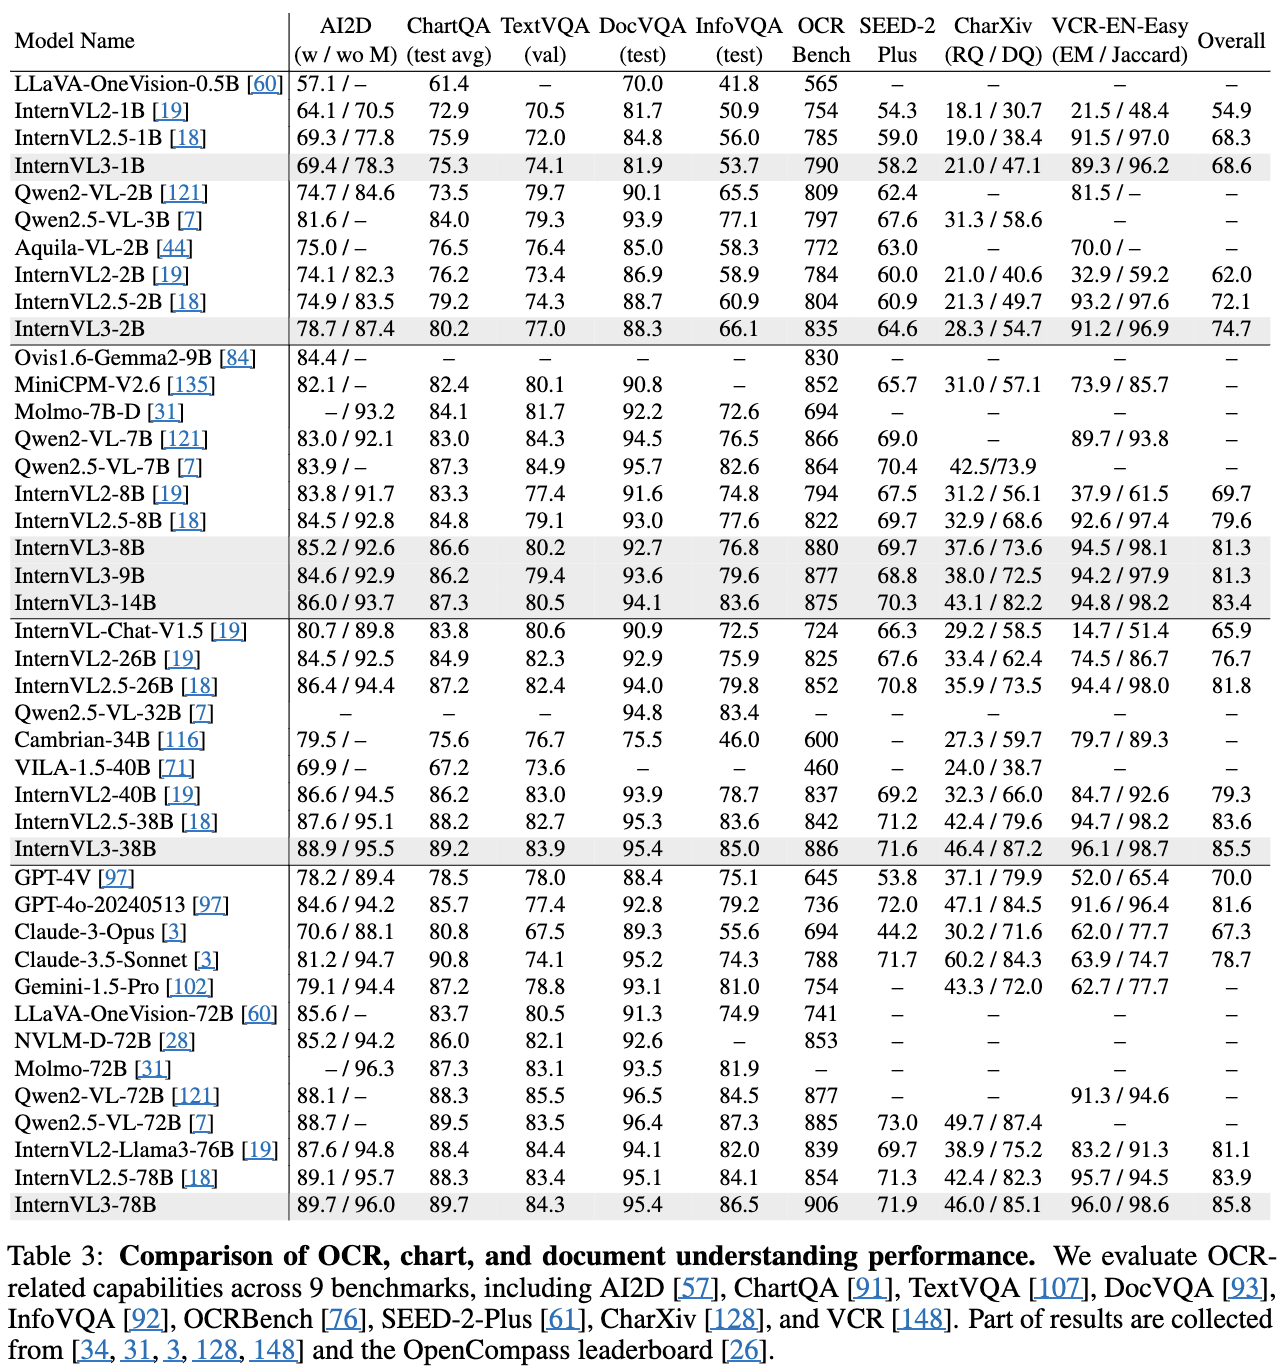 Model Name AI2D ChartQA TextVQA DocVQA InfoVQA OCR SEED-2 CharXiv VCR-EN-Easy Overall
(w / wo M) (test avg) (val) (test) (test) Bench Plus (RQ / DQ) (EM / Jaccard)
LLaVA-OneVision-0.5B [60] 57.1 / – 61.4 – 70.0 41.8 565 – – – –
InternVL2-1B [19] 64.1 / 70.5 72.9 70.5 81.7 50.9 754 54.3 18.1 / 30.7 21.5 / 48.4 54.9
InternVL2.5-1B [18] 69.3 / 77.8 75.9 72.0 84.8 56.0 785 59.0 19.0 / 38.4 91.5 / 97.0 68.3
InternVL3-1B 69.4 / 78.3 75.3 74.1 81.9 53.7 790 58.2 21.0 / 47.1 89.3 / 96.2 68.6
Qwen2-VL-2B [121] 74.7 / 84.6 73.5 79.7 90.1 65.5 809 62.4 – 81.5 / – –
Qwen2.5-VL-3B [7] 81.6 / – 84.0 79.3 93.9 77.1 797 67.6 31.3 / 58.6 – –
Aquila-VL-2B [44] 75.0 / – 76.5 76.4 85.0 58.3 772 63.0 – 70.0 / – –
InternVL2-2B [19] 74.1 / 82.3 76.2 73.4 86.9 58.9 784 60.0 21.0 / 40.6 32.9 / 59.2 62.0
InternVL2.5-2B [18] 74.9 / 83.5 79.2 74.3 88.7 60.9 804 60.9 21.3 / 49.7 93.2 / 97.6 72.1
InternVL3-2B 78.7 / 87.4 80.2 77.0 88.3 66.1 835 64.6 28.3 / 54.7 91.2 / 96.9 74.7
Ovis1.6-Gemma2-9B [84] 84.4 / – – – – – 830 – – – –
MiniCPM-V2.6 [135] 82.1 / – 82.4 80.1 90.8 – 852 65.7 31.0 / 57.1 73.9 / 85.7 –
Molmo-7B-D [31] – / 93.2 84.1 81.7 92.2 72.6 694 – – – –
Qwen2-VL-7B [121] 83.0 / 92.1 83.0 84.3 94.5 76.5 866 69.0 – 89.7 / 93.8 –
Qwen2.5-VL-7B [7] 83.9 / – 87.3 84.9 95.7 82.6 864 70.4 42.5/73.9 – –
InternVL2-8B [19] 83.8 / 91.7 83.3 77.4 91.6 74.8 794 67.5 31.2 / 56.1 37.9 / 61.5 69.7
InternVL2.5-8B [18] 84.5 / 92.8 84.8 79.1 93.0 77.6 822 69.7 32.9 / 68.6 92.6 / 97.4 79.6
InternVL3-8B 85.2 / 92.6 86.6 80.2 92.7 76.8 880 69.7 37.6 / 73.6 94.5 / 98.1 81.3
InternVL3-9B 84.6 / 92.9 86.2 79.4 93.6 79.6 877 68.8 38.0 / 72.5 94.2 / 97.9 81.3
InternVL3-14B 86.0 / 93.7 87.3 80.5 94.1 83.6 875 70.3 43.1 / 82.2 94.8 / 98.2 83.4
InternVL-Chat-V1.5 [19] 80.7 / 89.8 83.8 80.6 90.9 72.5 724 66.3 29.2 / 58.5 14.7 / 51.4 65.9
InternVL2-26B [19] 84.5 / 92.5 84.9 82.3 92.9 75.9 825 67.6 33.4 / 62.4 74.5 / 86.7 76.7
InternVL2.5-26B [18] 86.4 / 94.4 87.2 82.4 94.0 79.8 852 70.8 35.9 / 73.5 94.4 / 98.0 81.8
Qwen2.5-VL-32B [7] – – – 94.8 83.4 – – – – –
Cambrian-34B [116] 79.5 / – 75.6 76.7 75.5 46.0 600 – 27.3 / 59.7 79.7 / 89.3 –
VILA-1.5-40B [71] 69.9 / – 67.2 73.6 – – 460 – 24.0 / 38.7 – –
InternVL2-40B [19] 86.6 / 94.5 86.2 83.0 93.9 78.7 837 69.2 32.3 / 66.0 84.7 / 92.6 79.3
InternVL2.5-38B [18] 87.6 / 95.1 88.2 82.7 95.3 83.6 842 71.2 42.4 / 79.6 94.7 / 98.2 83.6
InternVL3-38B 88.9 / 95.5 89.2 83.9 95.4 85.0 886 71.6 46.4 / 87.2 96.1 / 98.7 85.5
GPT-4V [97] 78.2 / 89.4 78.5 78.0 88.4 75.1 645 53.8 37.1 / 79.9 52.0 / 65.4 70.0
GPT-4o-20240513 [97] 84.6 / 94.2 85.7 77.4 92.8 79.2 736 72.0 47.1 / 84.5 91.6 / 96.4 81.6
Claude-3-Opus [3] 70.6 / 88.1 80.8 67.5 89.3 55.6 694 44.2 30.2 / 71.6 62.0 / 77.7 67.3
Claude-3.5-Sonnet [3] 81.2 / 94.7 90.8 74.1 95.2 74.3 788 71.7 60.2 / 84.3 63.9 / 74.7 78.7
Gemini-1.5-Pro [102] 79.1 / 94.4 87.2 78.8 93.1 81.0 754 – 43.3 / 72.0 62.7 / 77.7 –
LLaVA-OneVision-72B [60] 85.6 / – 83.7 80.5 91.3 74.9 741 – – – –
NVLM-D-72B [28] 85.2 / 94.2 86.0 82.1 92.6 – 853 – – – –
Molmo-72B [31] – / 96.3 87.3 83.1 93.5 81.9 – – – – –
Qwen2-VL-72B [121] 88.1 / – 88.3 85.5 96.5 84.5 877 – – 91.3 / 94.6 –
Qwen2.5-VL-72B [7] 88.7 / – 89.5 83.5 96.4 87.3 885 73.0 49.7 / 87.4 – –
InternVL2-Llama3-76B [19] 87.6 / 94.8 88.4 84.4 94.1 82.0 839 69.7 38.9 / 75.2 83.2 / 91.3 81.1
InternVL2.5-78B [18] 89.1 / 95.7 88.3 83.4 95.1 84.1 854 71.3 42.4 / 82.3 95.7 / 94.5 83.9
InternVL3-78B 89.7 / 96.0 89.7 84.3 95.4 86.5 906 71.9 46.0 / 85.1 96.0 / 98.6 85.8
Table 3: Comparison of OCR, chart, and document understanding performance. We evaluate OCR-
related capabilities across 9 benchmarks, including AI2D [57], ChartQA [91], TextVQA [107], DocVQA [93],
InfoVQA [92], OCRBench [76], SEED-2-Plus [61], CharXiv [128], and VCR [148]. Part of results are collected
from [34, 31, 3, 128, 148] and the OpenCompass leaderboard [26].